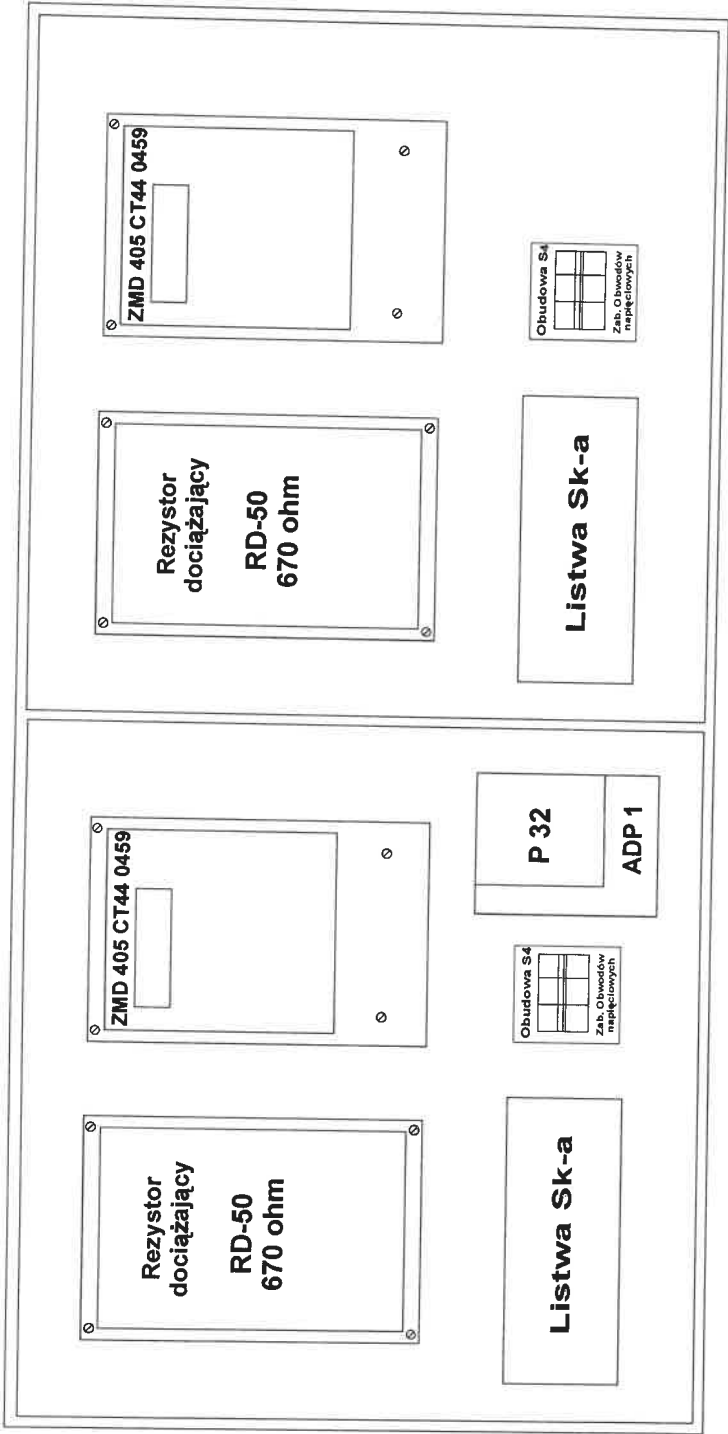 Rezystor
dociążający
RD-50
670 ohm
ZMD 405 CT44 0459
Listwa Sk-a
Obudowa S4
Zab. Obwodów
napięciowych
P 32
ADP 1
Rezystor
dociążający
RD-50
670 ohm
ZMD 405 CT44 0459
Listwa Sk-a
Obudowa S4
Zab. Obwodów
napięciowych